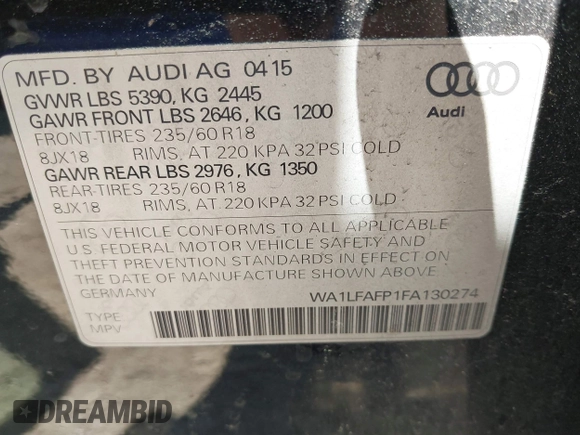 MFD. BY AUDI AG 04 15
GVWR LBS 5390, KG 2445
GAWR FRONT LBS 2646, KG 1200
FRONT-TIRES 235/60 R18
8JX18 RIMS, AT 220 KPA 32 PSI COLD
GAWR REAR LBS 2976, KG 1350
REAR-TIRES 235/60 R18
8JX18 RIMS, AT 220 KPA 32 PSI COLD
Audi
THIS VEHICLE CONFORMS TO ALL APPLICABLE
U.S. FEDERAL MOTOR VEHICLE SAFETY AND
THEFT PREVENTION STANDARDS IN EFFECT ON
THE DATE OF MANUFACTURE SHOWN ABOVE
GERMANY
WA1LFAFP1FA130274
TYPE
MPV
DREAMBID